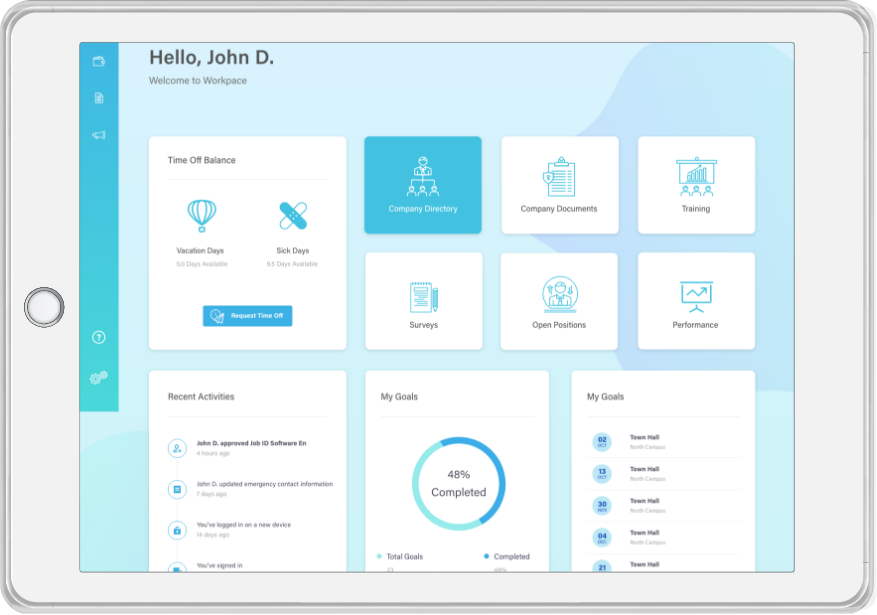 Hello, John D.
Welcome to Workpace
Time Off Balance
Vacation Days
5.0 Days Available
Sick Days
9.5 Days Available
Request Time Off
Company Directory
Company Documents
Training
Surveys
Open Positions
Performance
Recent Activities
John D. approved Job ID Software En
4 hours ago
John D. updated emergency contact information
7 days ago
You've logged in on a new device
14 days ago
You've signed in
My Goals
48%
Completed
Total Goals
Completed
My Goals
02
OCT
Town Hall
North Campus
13
OCT
Town Hall
North Campus
30
NOV
Town Hall
North Campus
04
DEC
Town Hall
North Campus
21
Town Hall